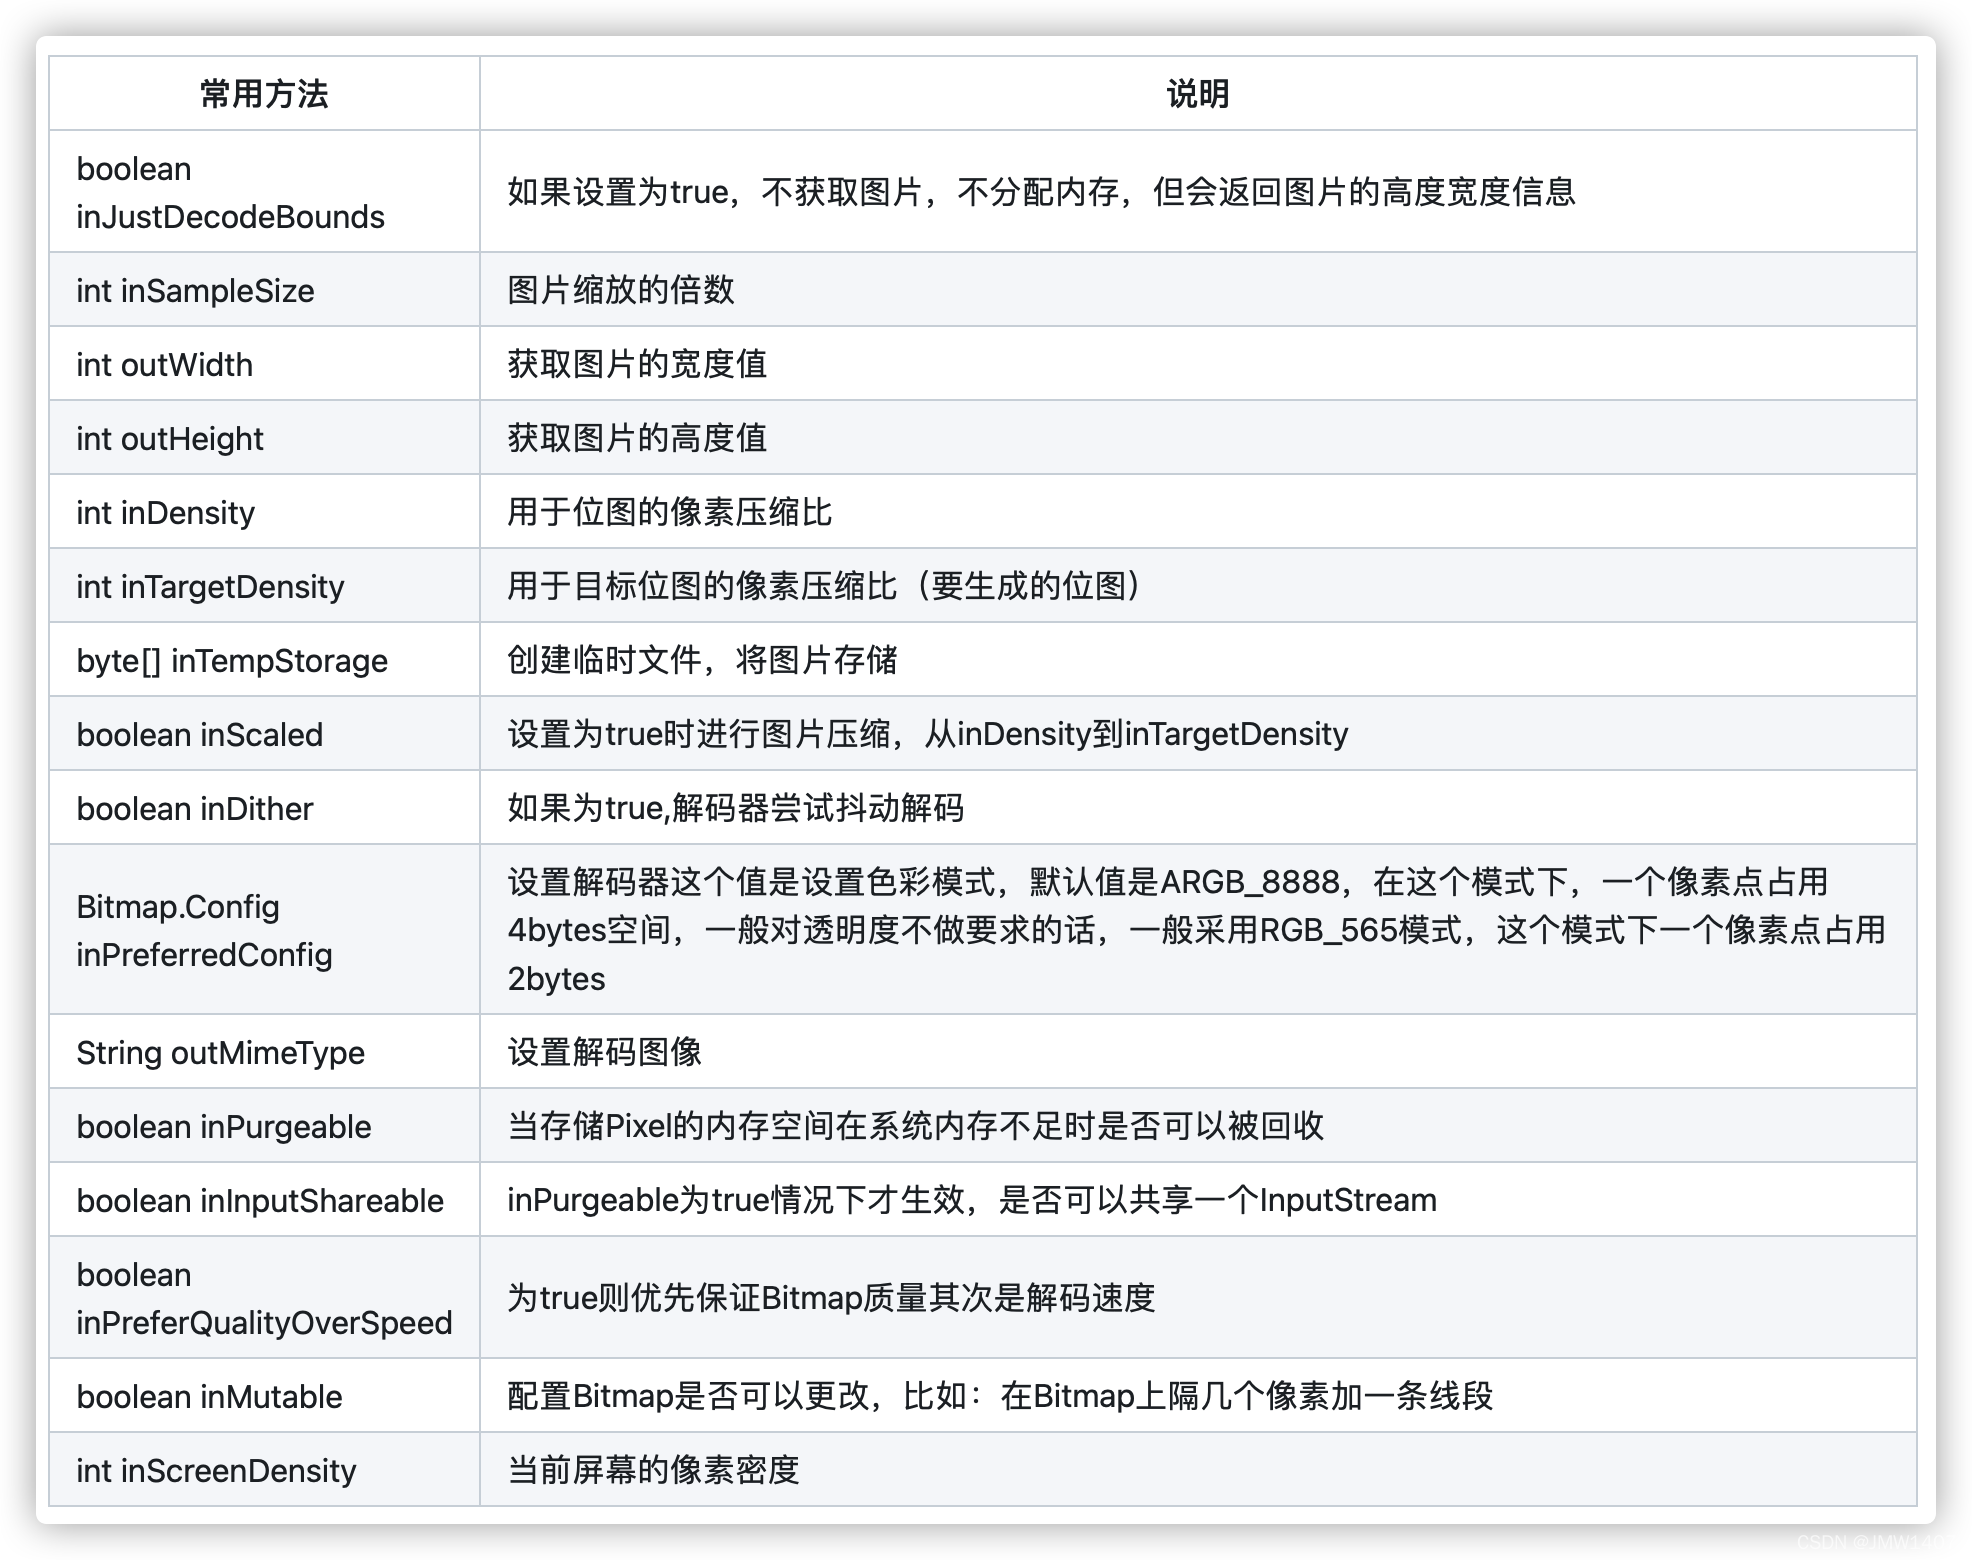 常用方法
说明
boolean
inJustDecodeBounds
如果设置为true，不获取图片，不分配内存，但会返回图片的高度宽度信息
int inSampleSize
图片缩放的倍数
int outWidth
获取图片的宽度值
int outHeight
获取图片的高度值
int inDensity
用于位图的像素压缩比
int inTargetDensity
用于目标位图的像素压缩比（要生成的位图）
byte[] inTempStorage
创建临时文件，将图片存储
boolean inScaled
设置为true时进行图片压缩，从inDensity到inTargetDensity
boolean inDither
如果为true,解码器尝试抖动解码
Bitmap.Config
inPreferredConfig
设置解码器这个值是设置色彩模式，默认值是ARGB_8888，在这个模式下，一个像素点占用
4bytes空间，一般对透明度不做要求的话，一般采用RGB_565模式，这个模式下一个像素点占用
2bytes
String outMimeType
设置解码图像
boolean inPurgeable
当存储Pixel的内存空间在系统内存不足时是否可以被回收
boolean inInputShareable
inPurgeable为true情况下才生效，是否可以共享一个InputStream
boolean
inPreferQualityOverSpeed
为true则优先保证Bitmap质量其次是解码速度
boolean inMutable
配置Bitmap是否可以更改，比如：在Bitmap上隔几个像素加一条线段
int inScreenDensity
当前屏幕的像素密度
CSDN